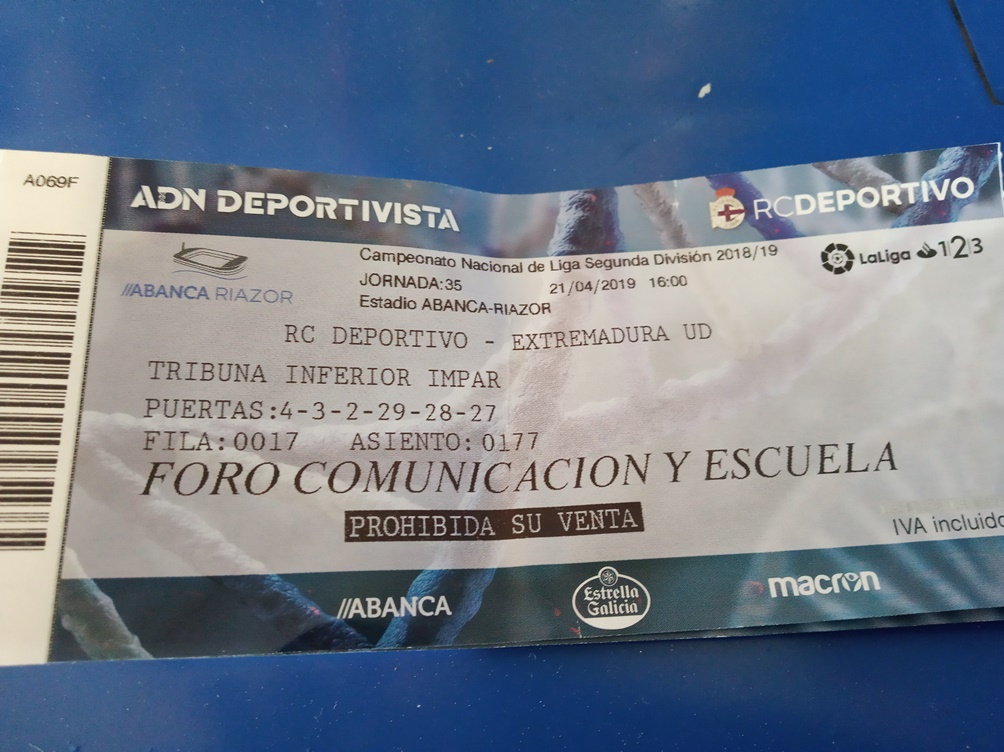 A069F
ADN DEPORTIVISTA
RCDEPORTIVO
//ABANCA RIAZOR
Campeonato Nacional de Liga Segunda División 2018/19
JORNADA:35 21/04/2019 16:00
Estadio ABANCA-RIAZOR
LaLiga 1|2|3
RC DEPORTIVO - EXTREMADURA UD
TRIBUNA INFERIOR IMPAR
PUERTAS:4-3-2-29-28-27
FILA:0017 ASIENTO:0177
FORO COMUNICACION Y ESCUELA
PROHIBIDA SU VENTA
IVA incluido
//ABANCA
Estrella
Galicia
macron